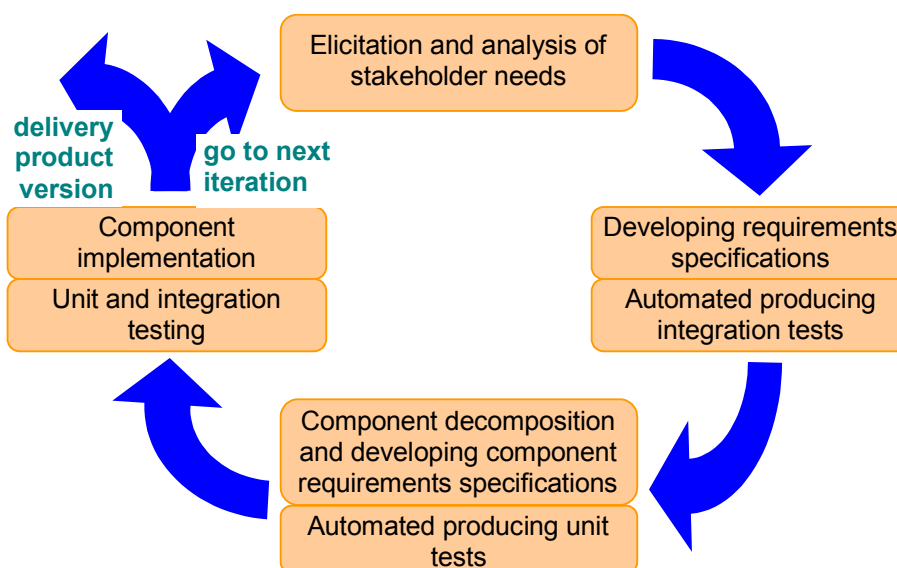 Elicitation and analysis of
stakeholder needs
delivery
product
version
go to next
iteration
Component
implementation
Unit and integration
testing
Developing requirements
specifications
Automated producing
integration tests
Component decomposition
and developing component
requirements specifications
Automated producing unit
tests